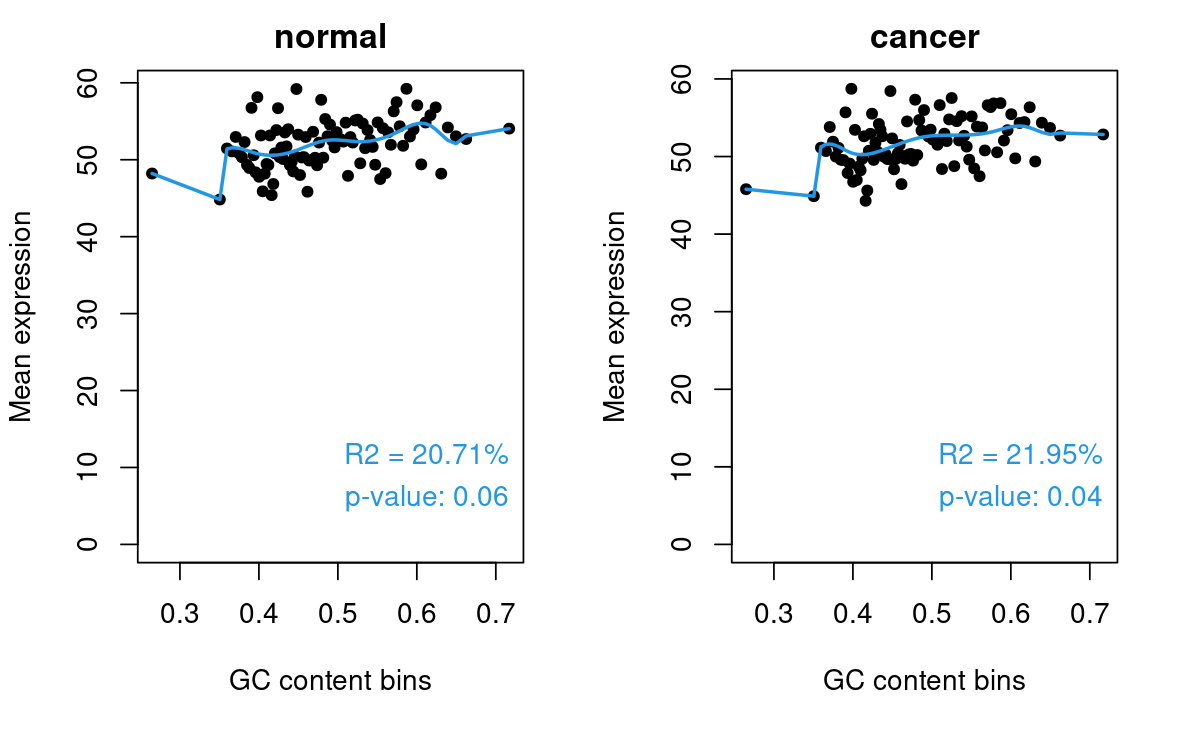 normal
Mean expression
0
10
20
30
40
50
60
R2 = 20.71%
p-value: 0.06
0.3 0.4 0.5 0.6 0.7
GC content bins
cancer
Mean expression
0
10
20
30
40
50
60
R2 = 21.95%
p-value: 0.04
0.3 0.4 0.5 0.6 0.7
GC content bins